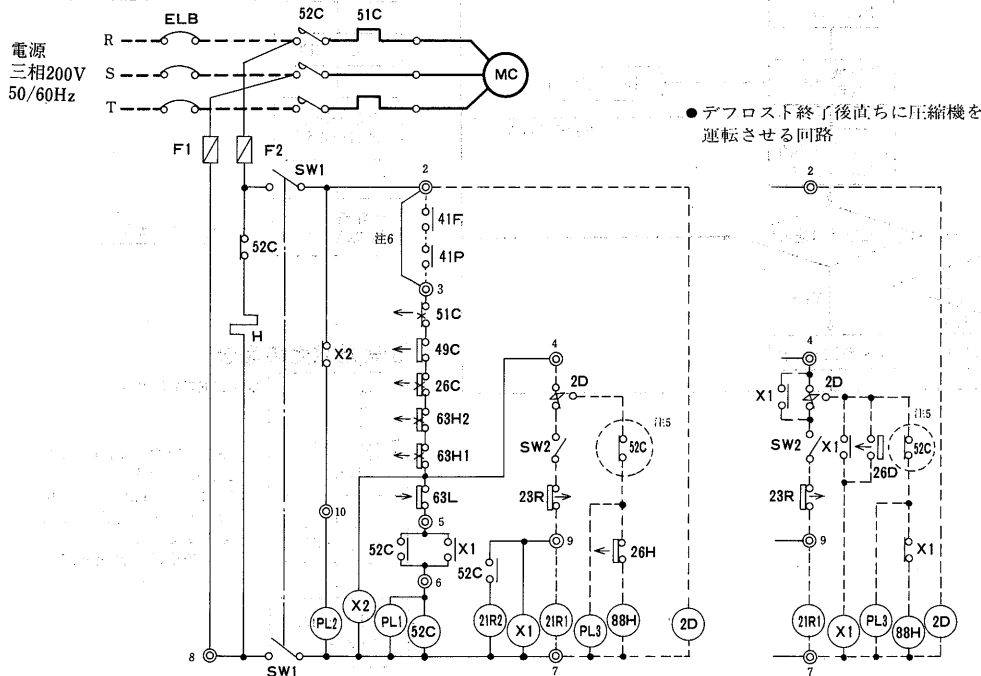 ELB
52C
51C
電源
三相200V
50/60Hz
R
S
T
MC
●デフロスト終了後直ちに圧縮機を
運転させる回路
F1
F2
SW1
2
2
41F
注6
41P
52C
3
51C
H
X2
49C
4
4
26C
2D
X1
2D
63H2
注5
注5
SW2
52C
SW2
X1
52C
63H1
26D
63L
23R
23R
10
5
52C
X1
26H
X1
9
9
52C
6
PL2
X2
PL1
52C
21R2
X1
21R1
PL3
88H
2D
21R1
X1
PL3
88H
2D
8
SW1
7
7